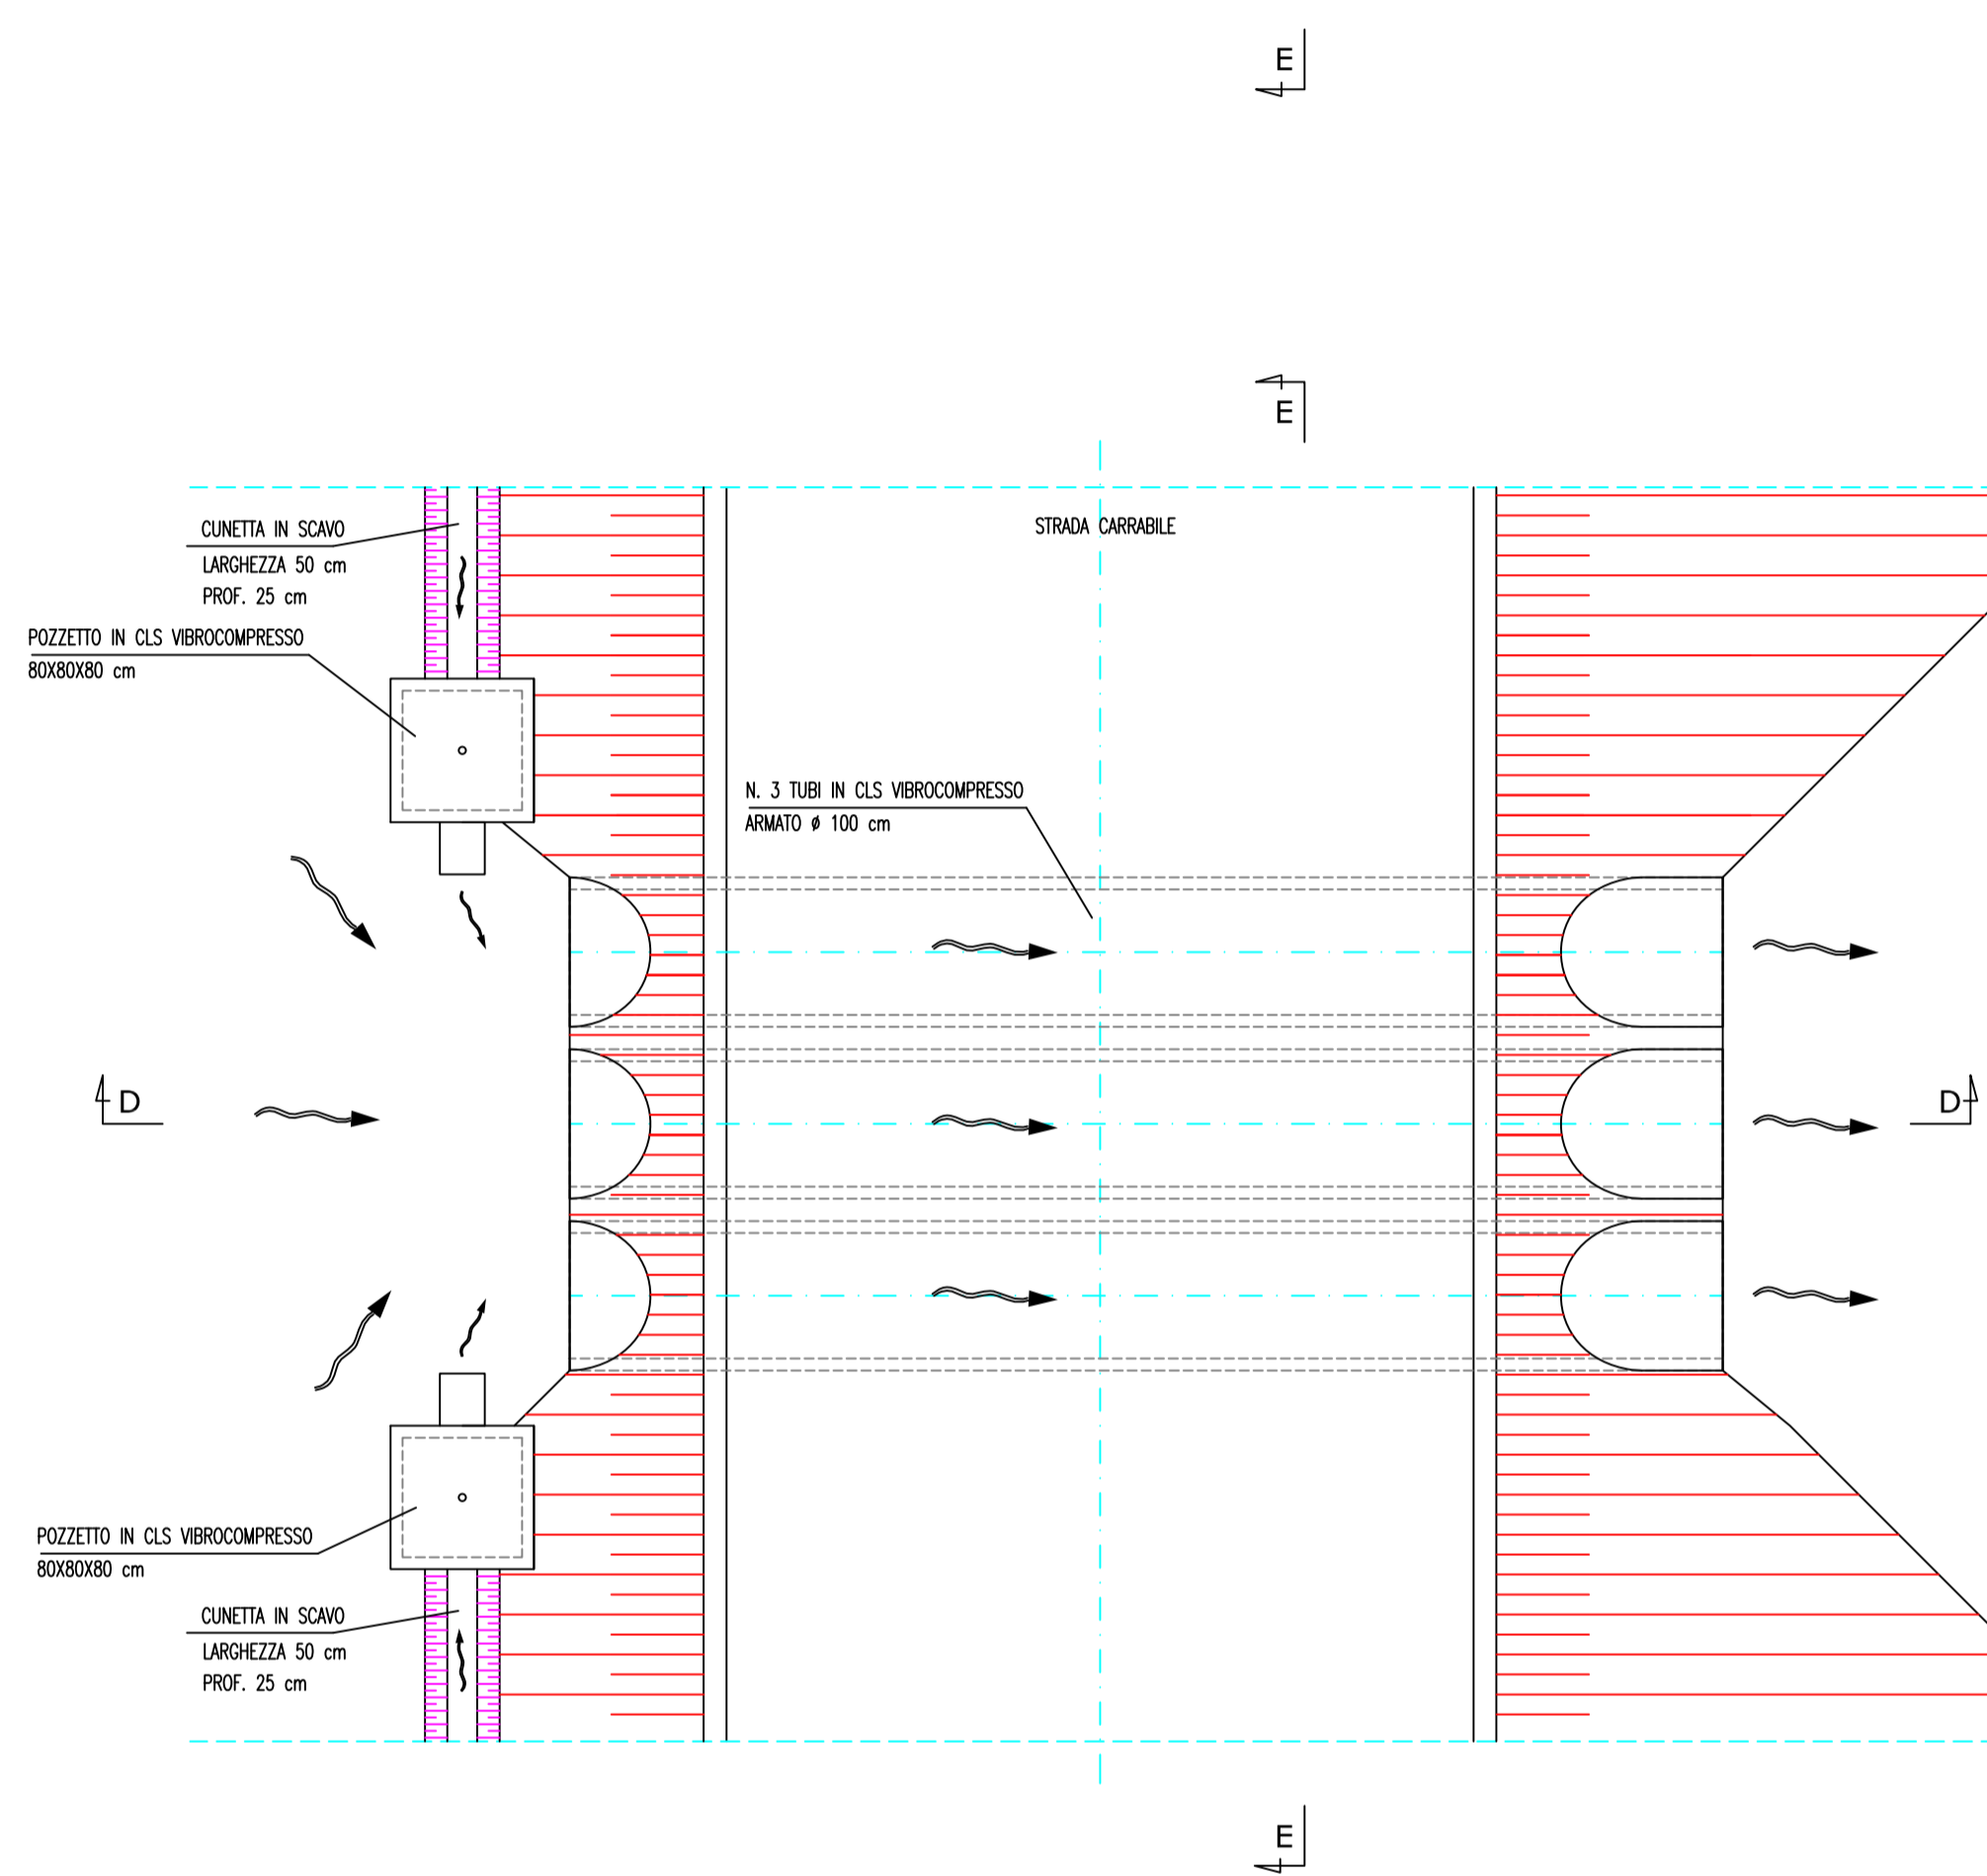 E
E
CUNETTA IN SCAVO
LARGHEZZA 50 cm
PROF. 25 cm
STRADA CARRABILE
POZZETTO IN CLS VIBROCOMPRESSO
80X80X80 cm
N. 3 TUBI IN CLS VIBROCOMPRESSO
ARMATO Ø 100 cm
D
D
POZZETTO IN CLS VIBROCOMPRESSO
80X80X80 cm
CUNETTA IN SCAVO
LARGHEZZA 50 cm
PROF. 25 cm
E